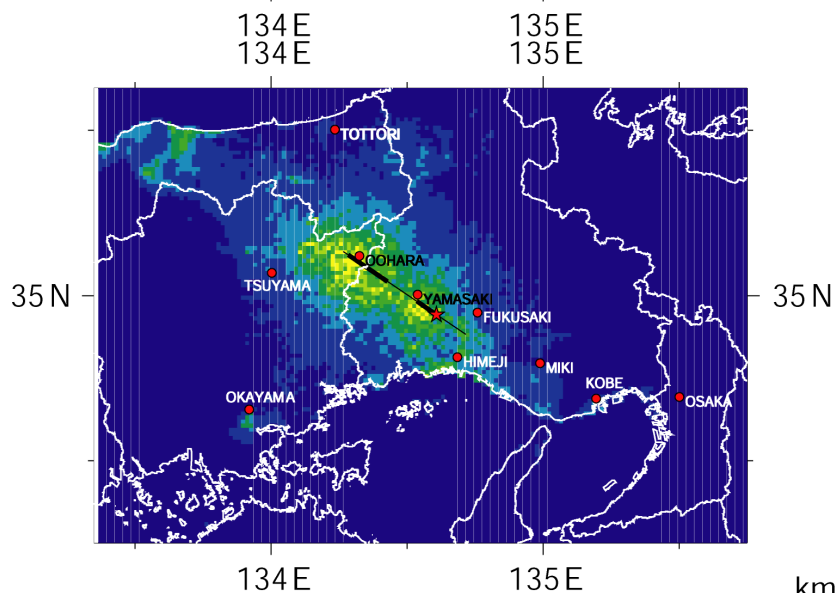 134E 135E
134E 135E
TOTTORI
OOHARA
TSUYAMA
YAMASAKI
35N 35N
FUKUSAKI
HIMEJI
MIKI
KOBE
OKAYAMA
OSAKA
134E 135E
km